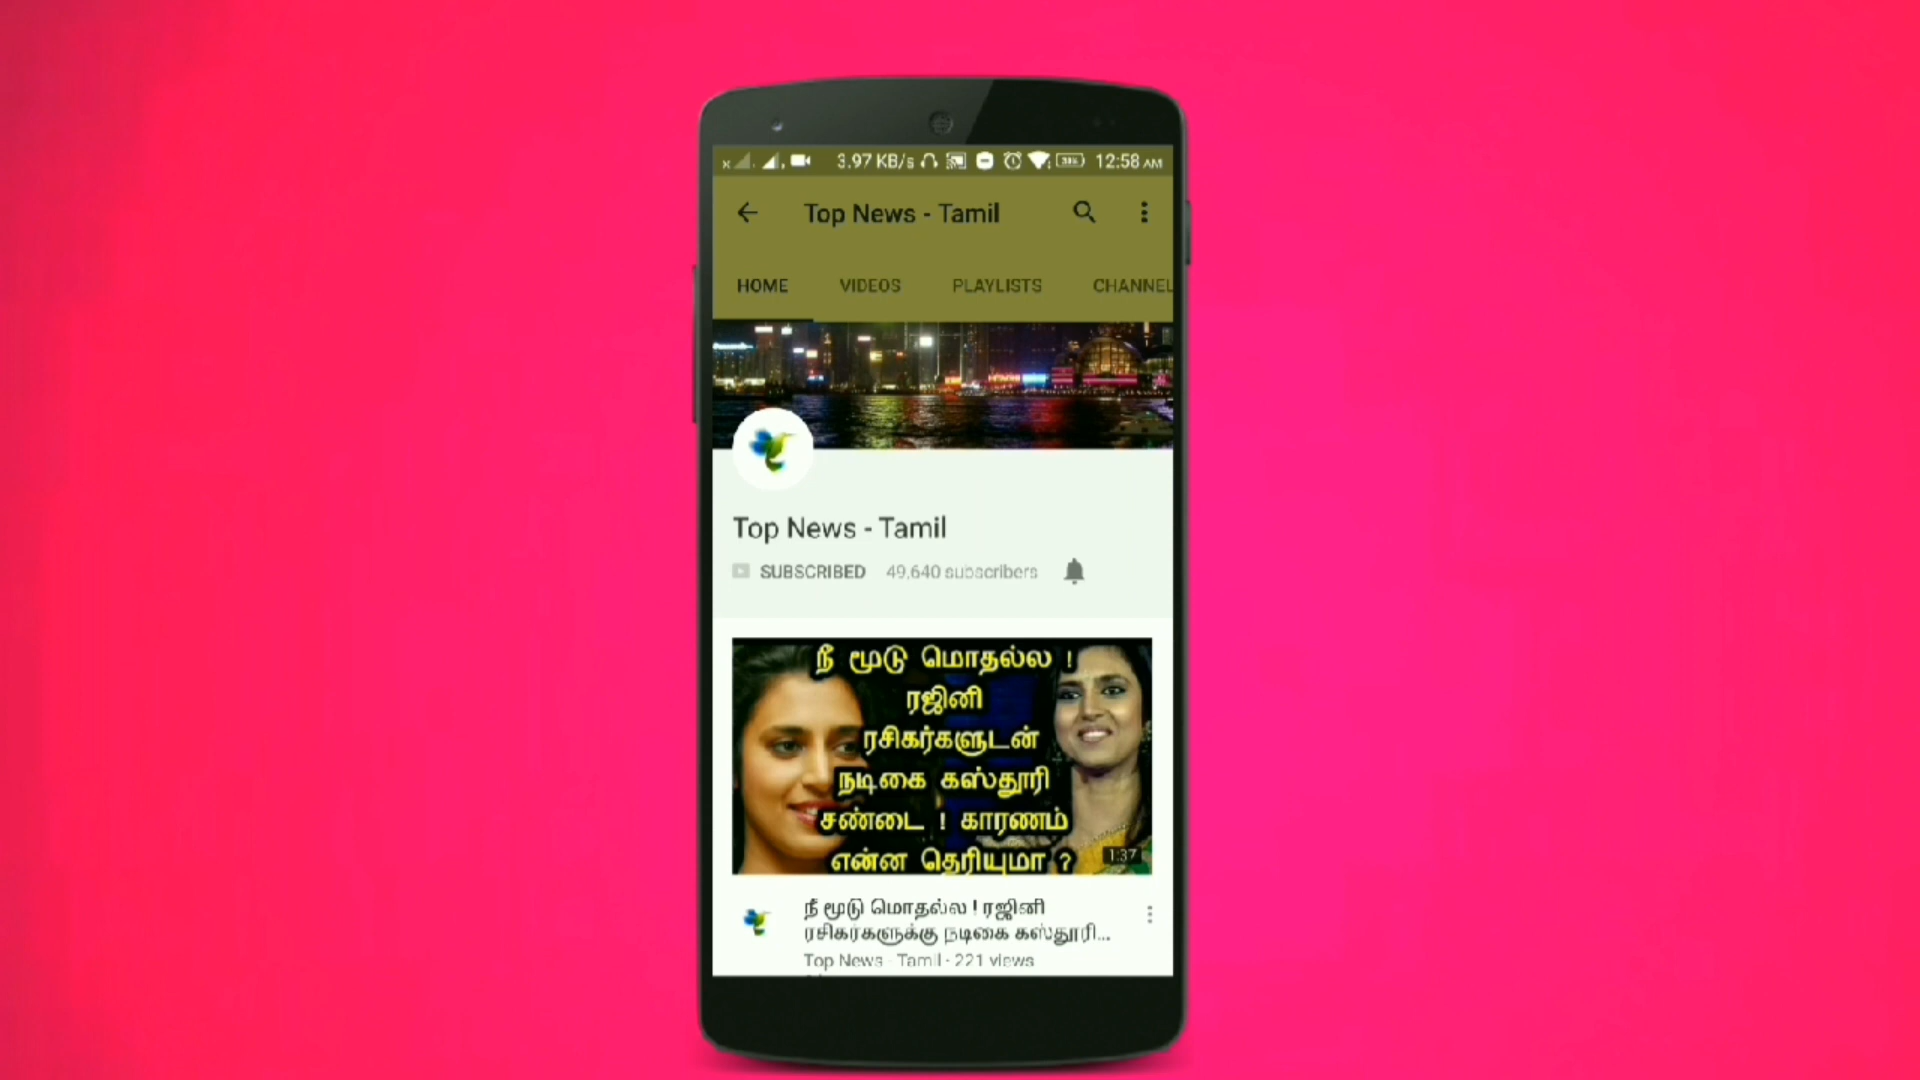 3.97 KB/s 12:58 AM
Top News - Tamil
HOME VIDEOS PLAYLISTS CHANNEL
Top News - Tamil
SUBSCRIBED 49,640 subscribers
நீ மூடு மொதல்ல !
ரஜினி
ரசிகர்களுடன்
நடிகை கஸ்தூரி
சண்டை ! காரணம்
என்ன தெரியுமா ?
1:37
நீ மூடு மொதல்ல ! ரஜினி
ரசிகர்களுக்கு நடிகை கஸ்தூரி...
Top News - Tamil · 221 views